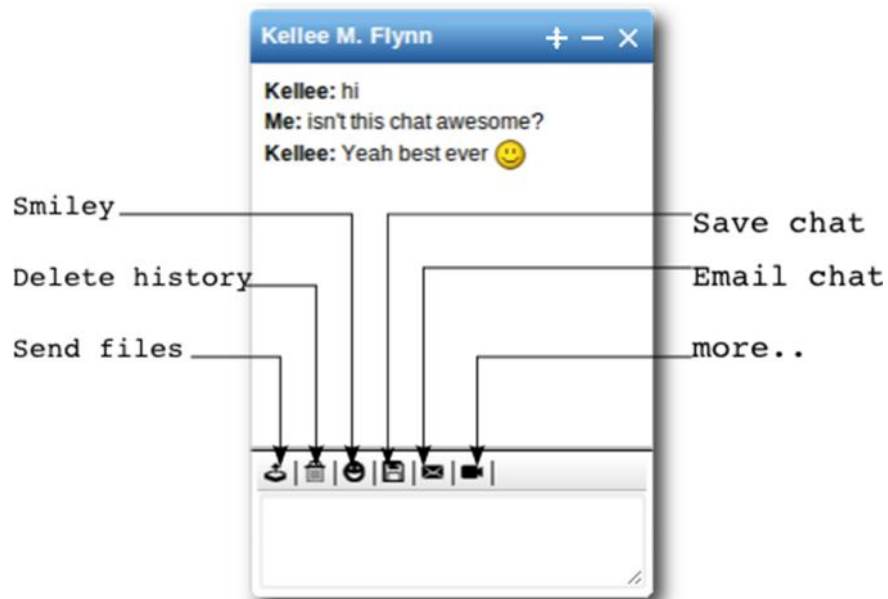 Kellee M. Flynn
Kellee: hi
Me: isn't this chat awesome?
Kellee: Yeah best ever
Smiley
Save chat
Delete history
Email chat
Send files
more..